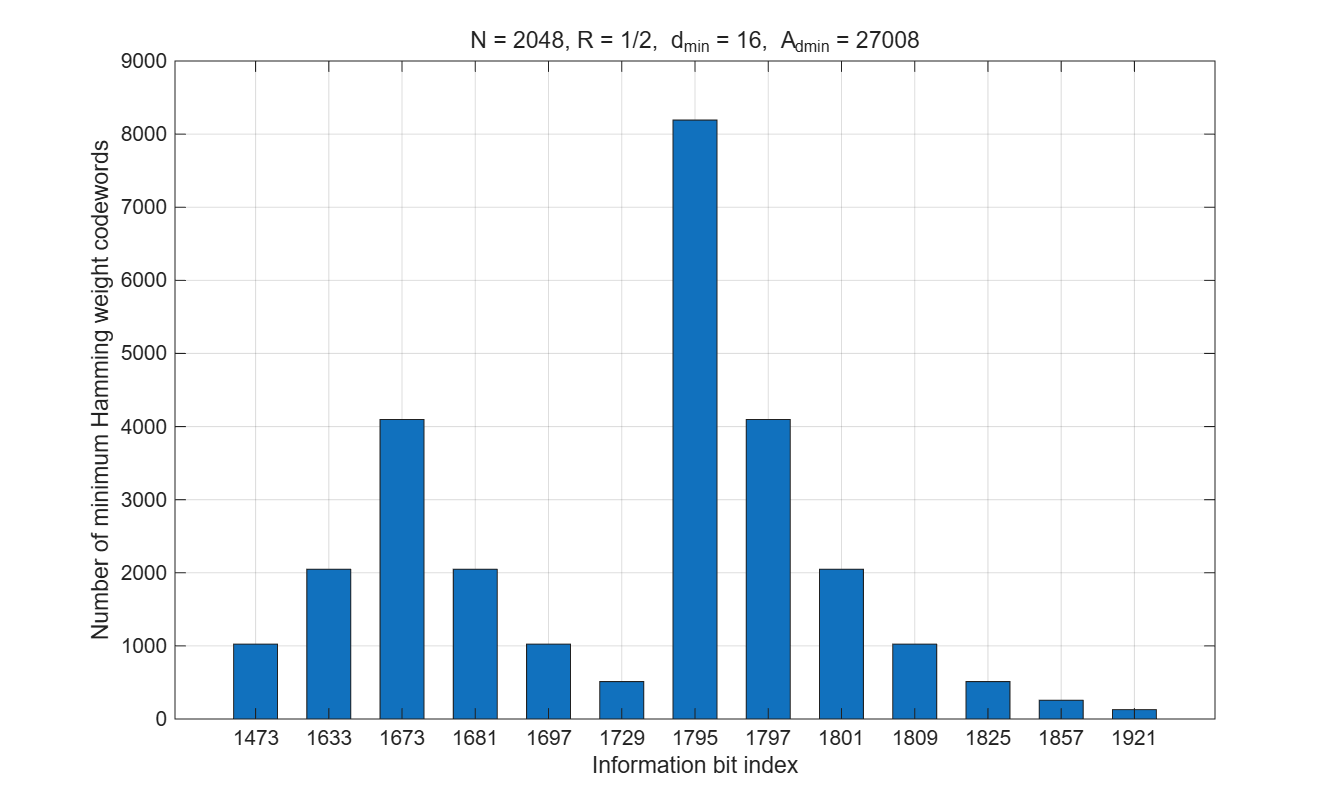 N = 2048, R = 1/2, dmin = 16, Admin = 27008
9000
8000
7000
6000
5000
4000
3000
2000
1000
0
Number of minimum Hamming weight codewords
1473 1633 1673 1681 1697 1729 1795 1797 1801 1809 1825 1857 1921
Information bit index